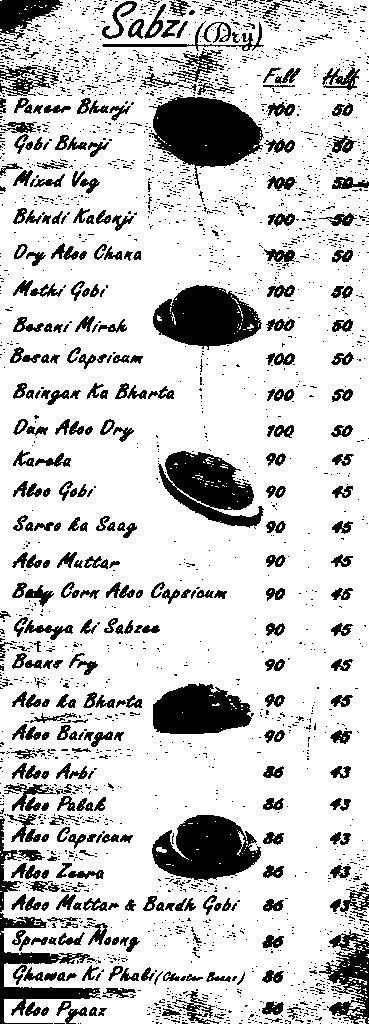 Sabzi (Dry)
Full Half
Paneer Bhurji 100 50
Gobi Bhurji 100 50
Mixed Veg 100 50
Bhindi Kalonji 100 50
Dry Aloo Chana 100 50
Methi Gobi 100 50
Besani Mirch 100 50
Besan Capsicum 100 50
Baingan Ka Bharta 100 50
Dum Aloo Dry 100 50
Karela 90 45
Aloo Gobi 90 45
Sarso ka Saag 90 45
Aloo Muttar 90 45
Baby Corn Aloo Capsicum 90 45
Gheeya ki Sabzee 90 45
Beans Fry 90 45
Aloo ka Bharta 90 45
Aloo Baingan 90 45
Aloo Arbi 86 43
Aloo Palak 86 43
Aloo Capsicum 86 43
Aloo Zeera 86 43
Aloo Muttar & Bandh Gobi 86 43
Sprouted Moong 86 43
Ghawar Ki Phali (Cluster Beans) 86 43
Aloo Pyaaz 86 43